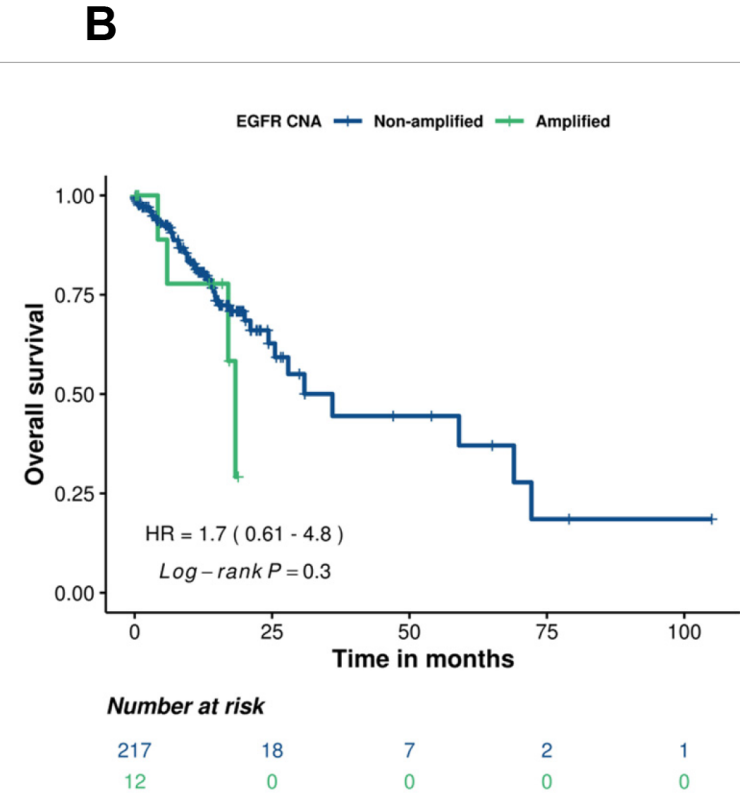 B
EGFR CNA Non-amplified Amplified
1.00
0.75
0.50
0.25
0.00
Overall survival
HR = 1.7 ( 0.61 - 4.8 )
Log – rank P = 0.3
0 25 50 75 100
Time in months
Number at risk
217 18 7 2 1
12 0 0 0 0